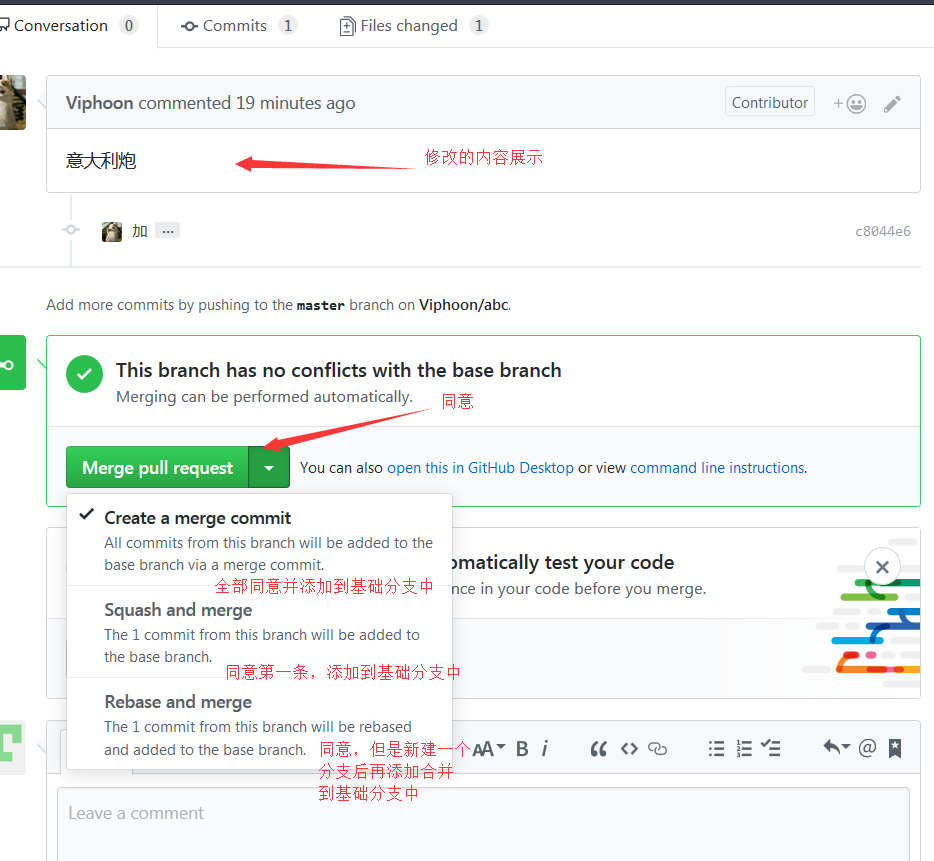 Conversation 0 Commits 1 Files changed 1
Viphoon commented 19 minutes ago Contributor
意大利炮 修改的内容展示
加 ... c8044e6
Add more commits by pushing to the master branch on Viphoon/abc.
This branch has no conflicts with the base branch
Merging can be performed automatically.
同意
Merge pull request You can also open this in GitHub Desktop or view command line instructions.
Create a merge commit
All commits from this branch will be added to the
base branch via a merge commit.
全部同意并添加到基础分支中
omatically test your code
nce in your code before you merge.
Squash and merge
The 1 commit from this branch will be added to
the base branch.
同意第一条，添加到基础分支中
Rebase and merge
The 1 commit from this branch will be rebased
and added to the base branch.
同意，但是新建一个
分支后再添加合并
到基础分支中
AA B i
Leave a comment